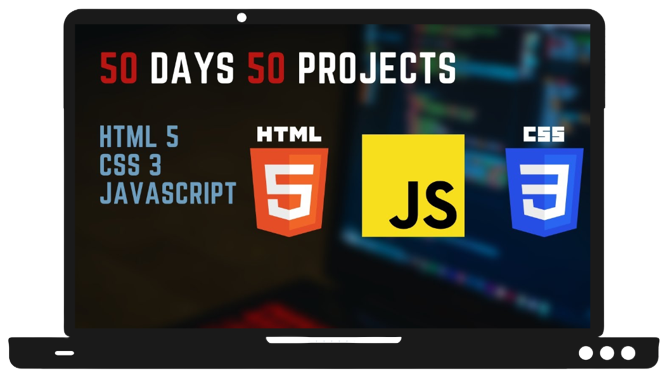 50 DAYS 50 PROJECTS
HTML 5
CSS 3
JAVASCRIPT
HTML
5
JS
CSS
3